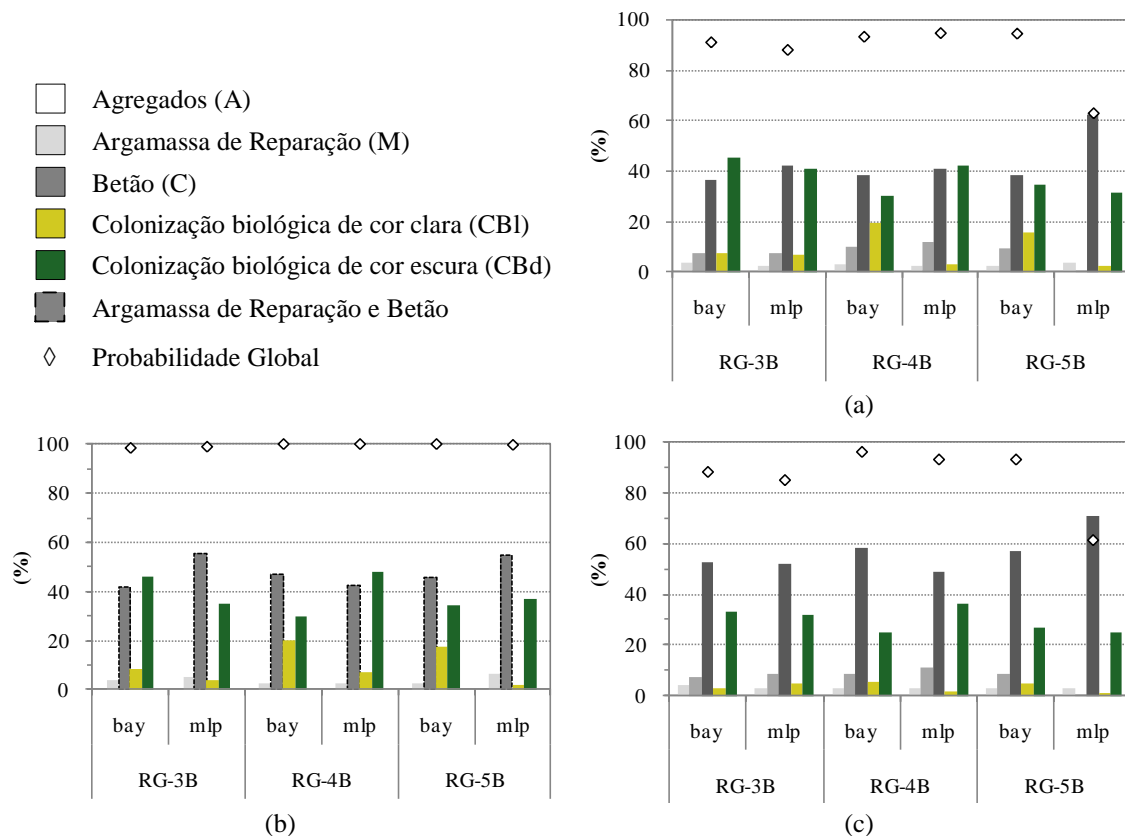 Agregados (A)
Argamassa de Reparação (M)
Betão (C)
Colonização biológica de cor clara (CBl)
Colonização biológica de cor escura (CBd)
Argamassa de Reparação e Betão
Probabilidade Global
100
80
60
40
20
0
(%)
bay mlp bay mlp bay mlp
RG-3B RG-4B RG-5B
(a)
100
80
60
40
20
0
(%)
bay mlp bay mlp bay mlp
RG-3B RG-4B RG-5B
(b)
100
80
60
40
20
0
(%)
bay mlp bay mlp bay mlp
RG-3B RG-4B RG-5B
(c)